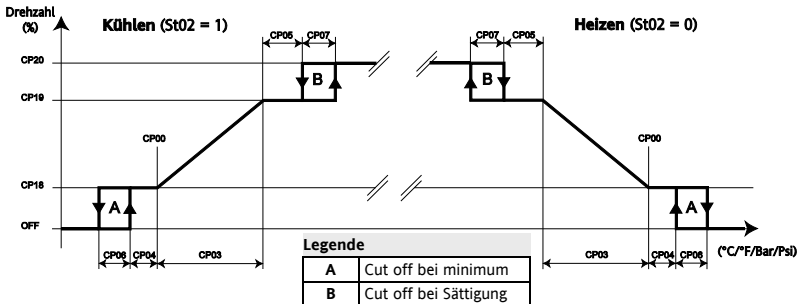 Drehzahl
(%)
Kühlen (St02 = 1)
Heizen (St02 = 0)
CP05 CP07
CP07 CP05
CP20
B
B
CP19
CP00
CP00
CP18
A
A
OFF
CP06 CP04 CP03
CP03 CP04 CP06
(°C/°F/Bar/Psi)
Legende
A Cut off bei minimum
B Cut off bei Sättigung